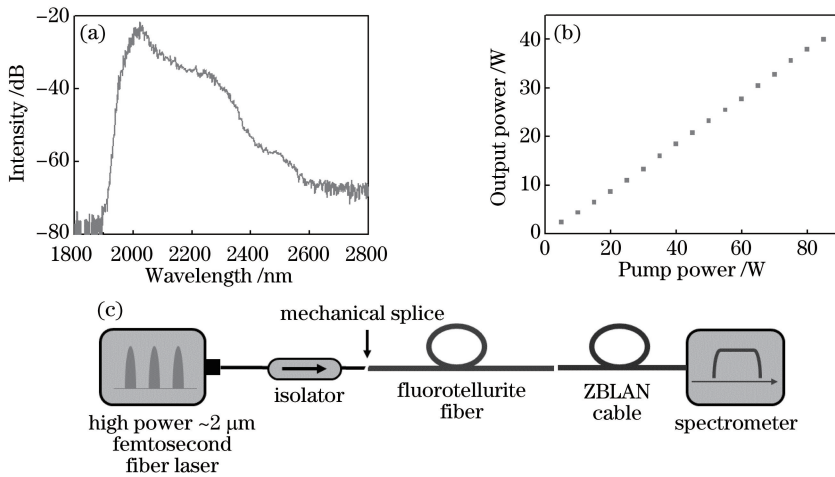 (a)
Intensity /dB
−20
−40
−60
−80
1800 2000 2200 2400 2600 2800
Wavelength /nm
(b)
Output power /W
40
30
20
10
0
0 20 40 60 80
Pump power /W
(c)
mechanical splice
isolator
fluorotellurite
fiber
ZBLAN
cable
spectrometer
high power ~2 μm
femtosecond
fiber laser